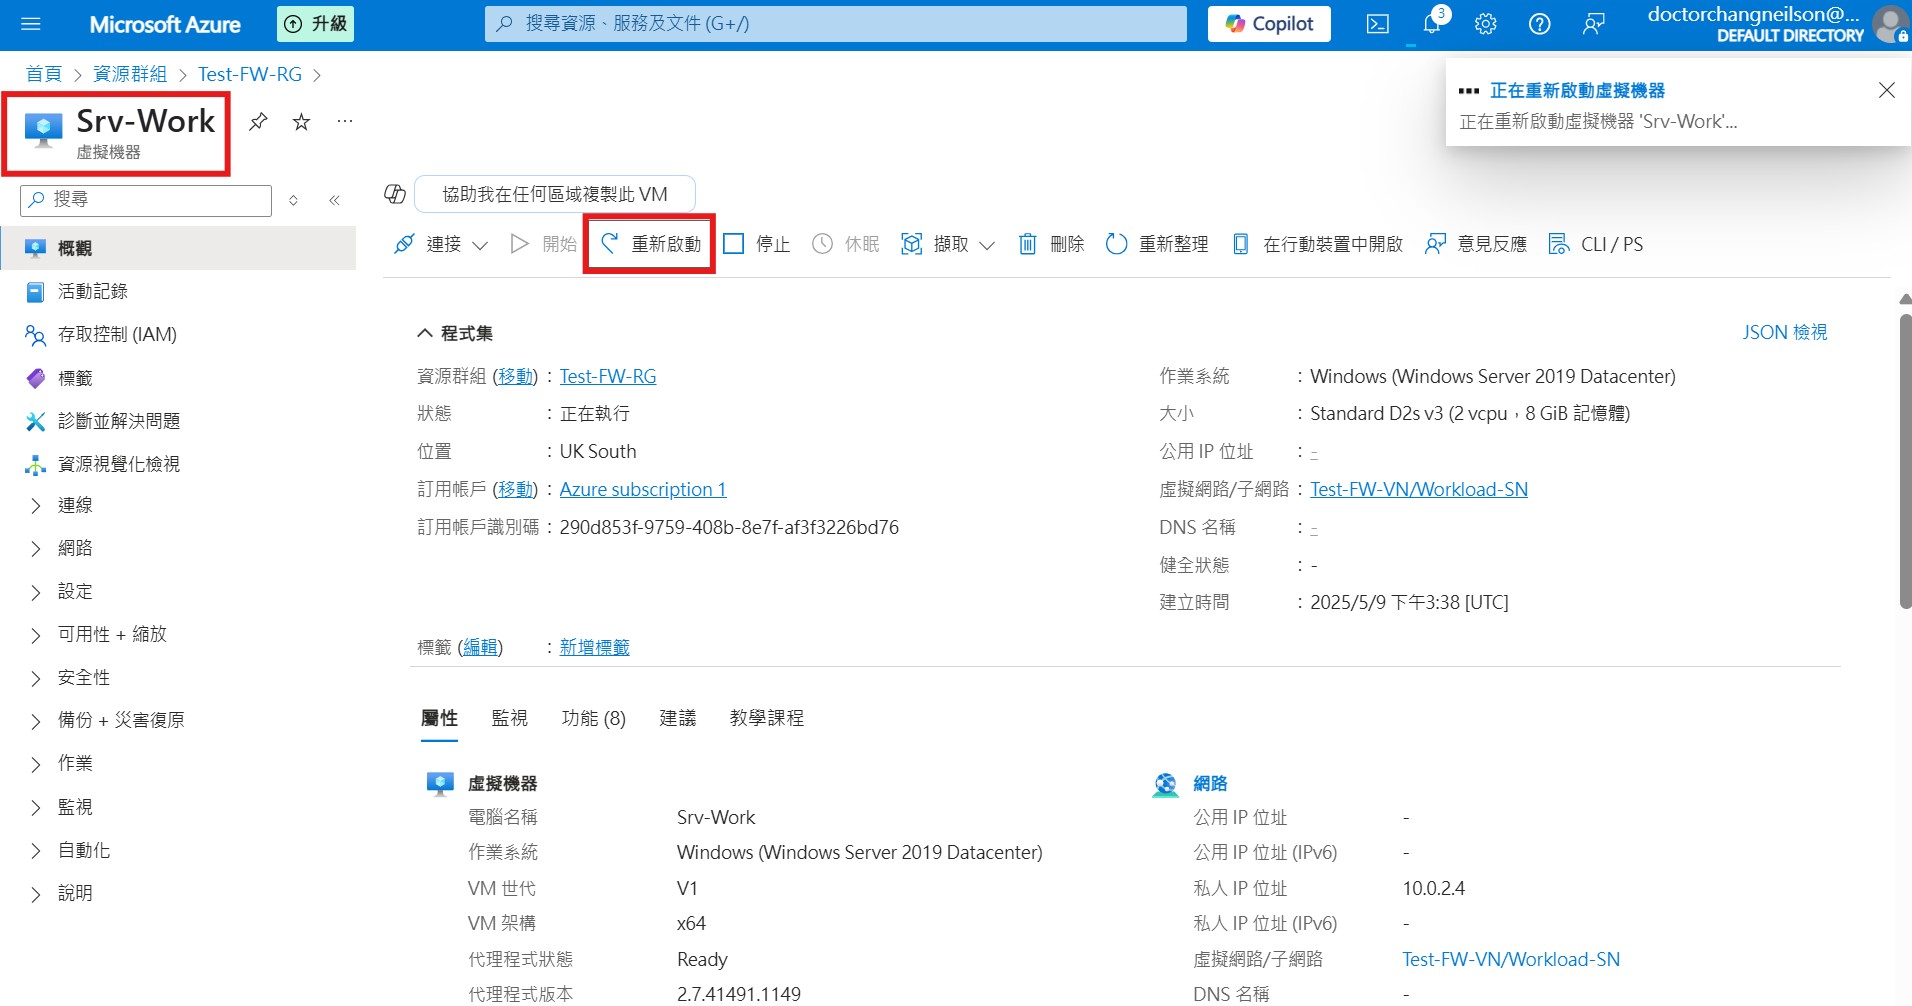 Microsoft Azure
升級
搜尋資源、服務及文件 (G+/)
Copilot
3
doctorchangneilson@...
DEFAULT DIRECTORY
首頁 > 資源群組 > Test-FW-RG >
Srv-Work
虛擬機器
正在重新啟動虛擬機器
正在重新啟動虛擬機器 'Srv-Work'...
搜尋
概觀
活動記錄
存取控制 (IAM)
標籤
診斷並解決問題
資源視覺化檢視
連線
網路
設定
可用性 + 縮放
安全性
備份 + 災害復原
作業
監視
自動化
說明
協助我在任何區域複製此 VM
連接 開始 重新啟動 停止 休眠 擷取 刪除 重新整理 在行動裝置中開啟 意見反應 CLI / PS
程式集
JSON 檢視
資源群組 (移動) : Test-FW-RG
狀態 : 正在執行
位置 : UK South
訂用帳戶 (移動) : Azure subscription 1
訂用帳戶識別碼 : 290d853f-9759-408b-8e7f-af3f3226bd76
作業系統 : Windows (Windows Server 2019 Datacenter)
大小 : Standard D2s v3 (2 vcpu，8 GiB 記憶體)
公用 IP 位址 : -
虛擬網路/子網路 : Test-FW-VN/Workload-SN
DNS 名稱 : -
健全狀態 : -
建立時間 : 2025/5/9 下午3:38 [UTC]
標籤 (編輯) : 新增標籤
屬性 監視 功能 (8) 建議 教學課程
虛擬機器
電腦名稱 Srv-Work
作業系統 Windows (Windows Server 2019 Datacenter)
VM 世代 V1
VM 架構 x64
代理程式狀態 Ready
代理程式版本 2.7.41491.1149
網路
公用 IP 位址 -
公用 IP 位址 (IPv6) -
私人 IP 位址 10.0.2.4
私人 IP 位址 (IPv6) -
虛擬網路/子網路 Test-FW-VN/Workload-SN
DNS 名稱 -